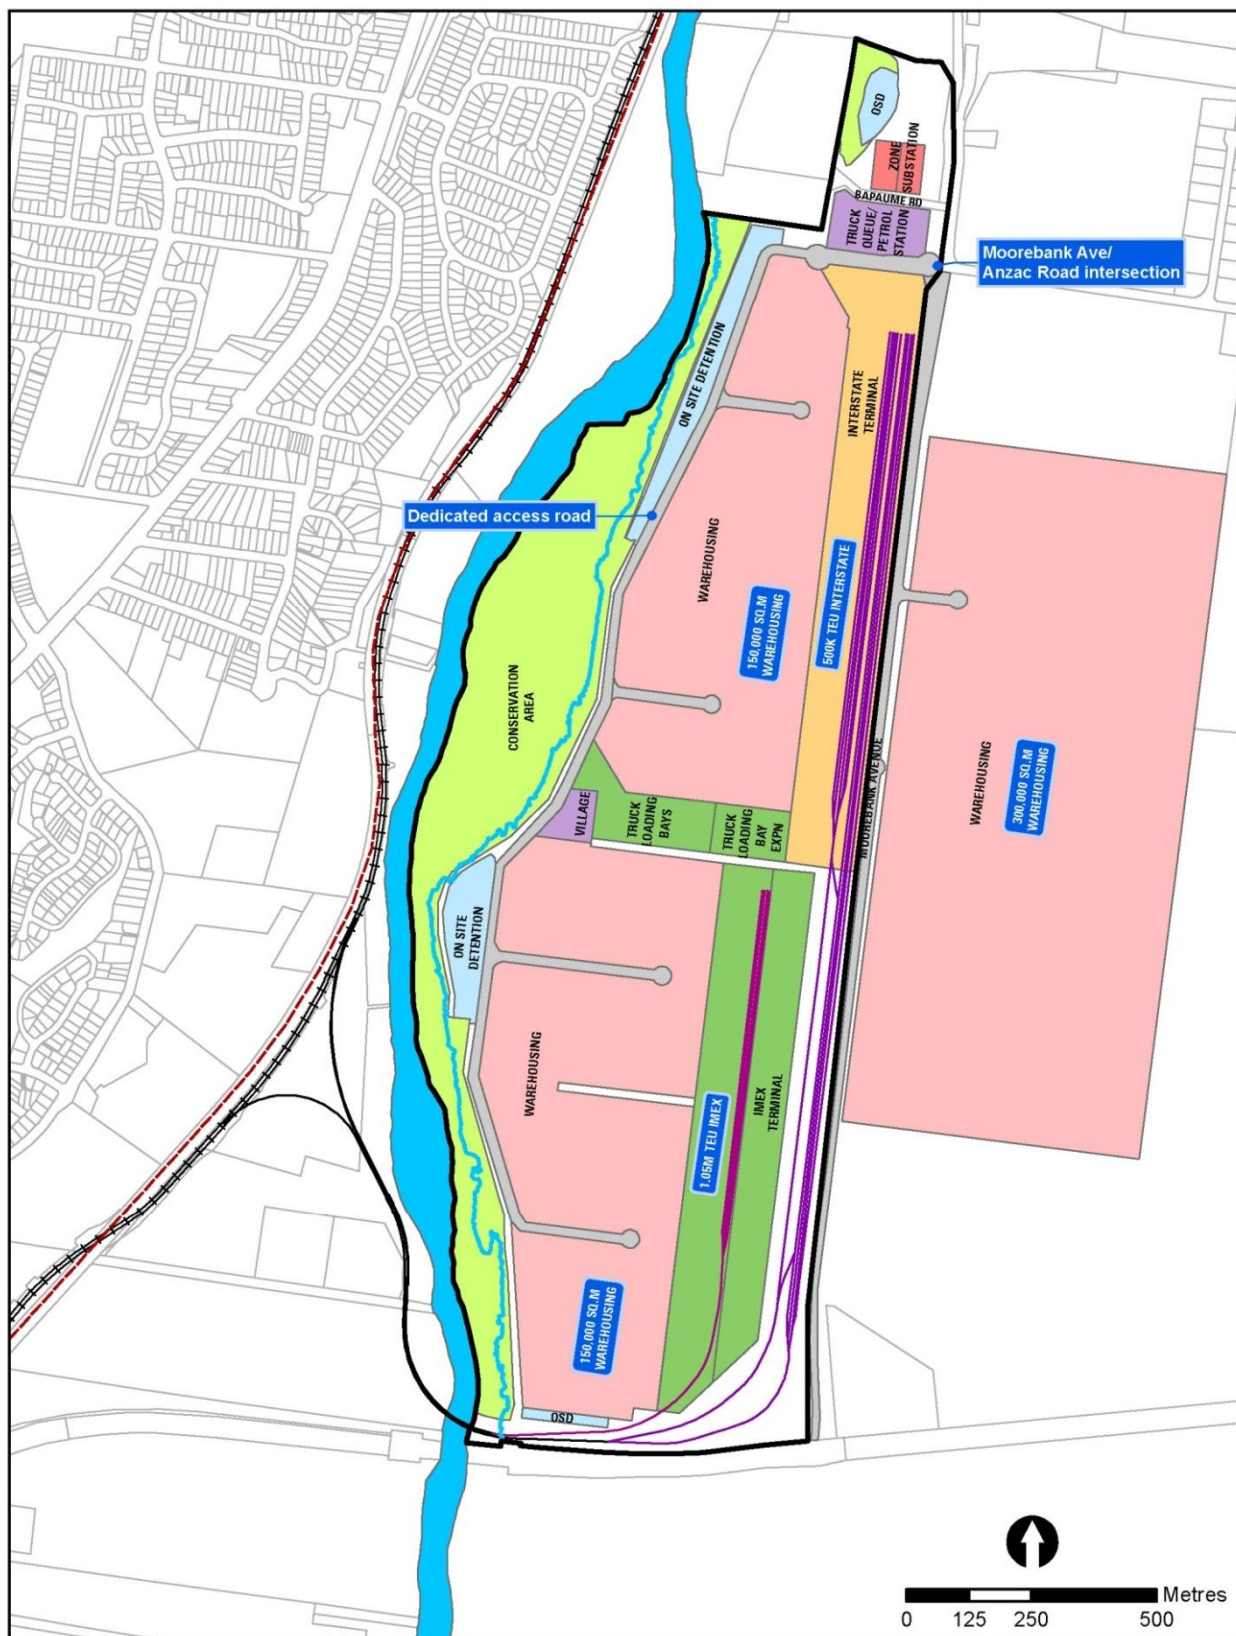 OSD
ZONE
SUBSTATION
BAPAUME RD
TRUCK
QUEUE/
PETROL
STATION
Moorebank Ave/
Anzac Road intersection
ON SITE DETENTION
INTERSTATE
TERMINAL
Dedicated access road
WAREHOUSING
150,000 SQ.M
WAREHOUSING
500K TEU INTERSTATE
CONSERVATION
AREA
MOOREBANK AVENUE
WAREHOUSING
300,000 SQ.M
WAREHOUSING
VILLAGE
TRUCK
LOADING
BAYS
TRUCK
LOADING
BAY
EXPN
ON SITE
DETENTION
WAREHOUSING
1.05M TEU IMEX
IMEX
TERMINAL
150,000 SQ.M
WAREHOUSING
OSD
Metres
0 125 250 500